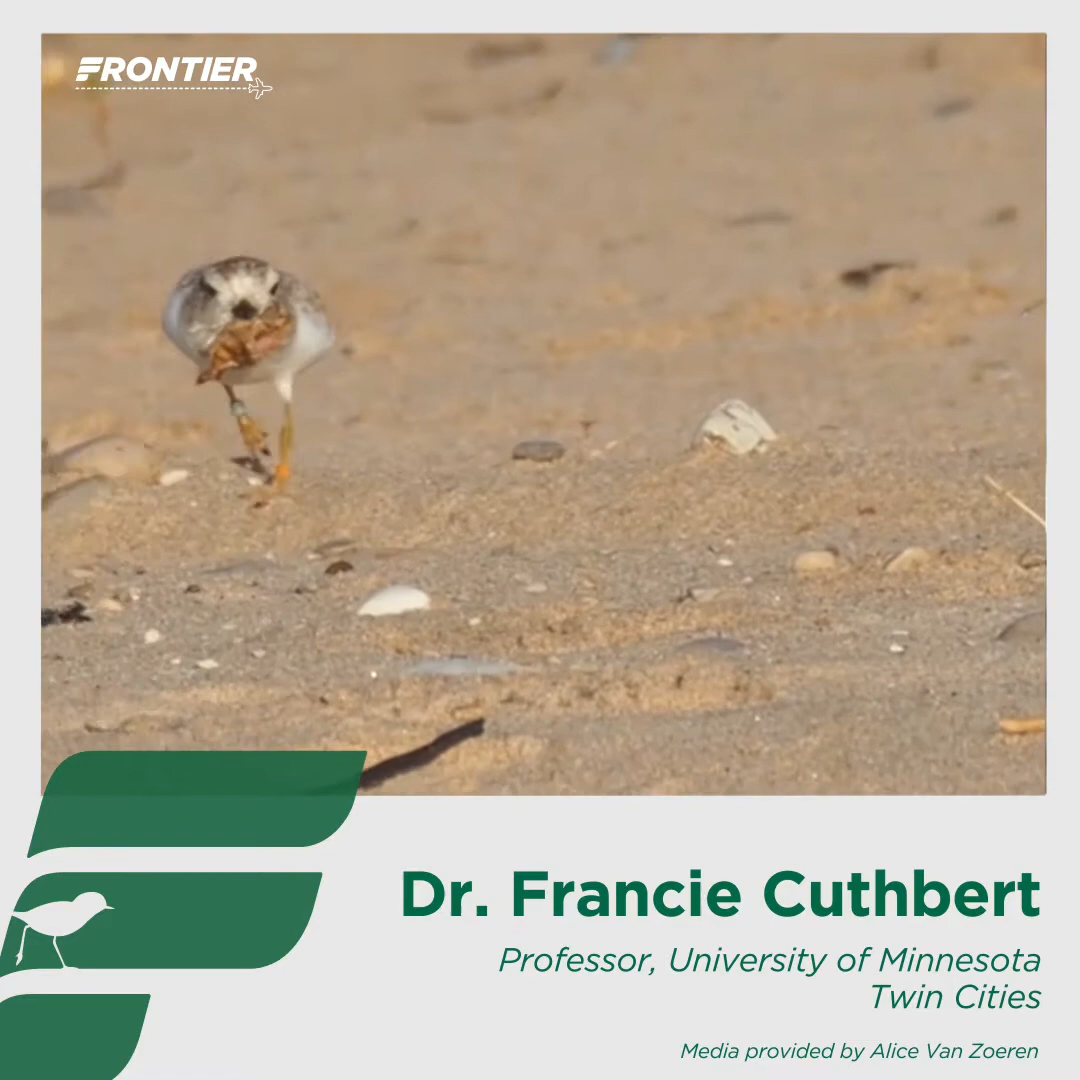 FRONTIER
Dr. Francie Cuthbert
Professor, University of Minnesota
Twin Cities
Media provided by Alice Van Zoeren